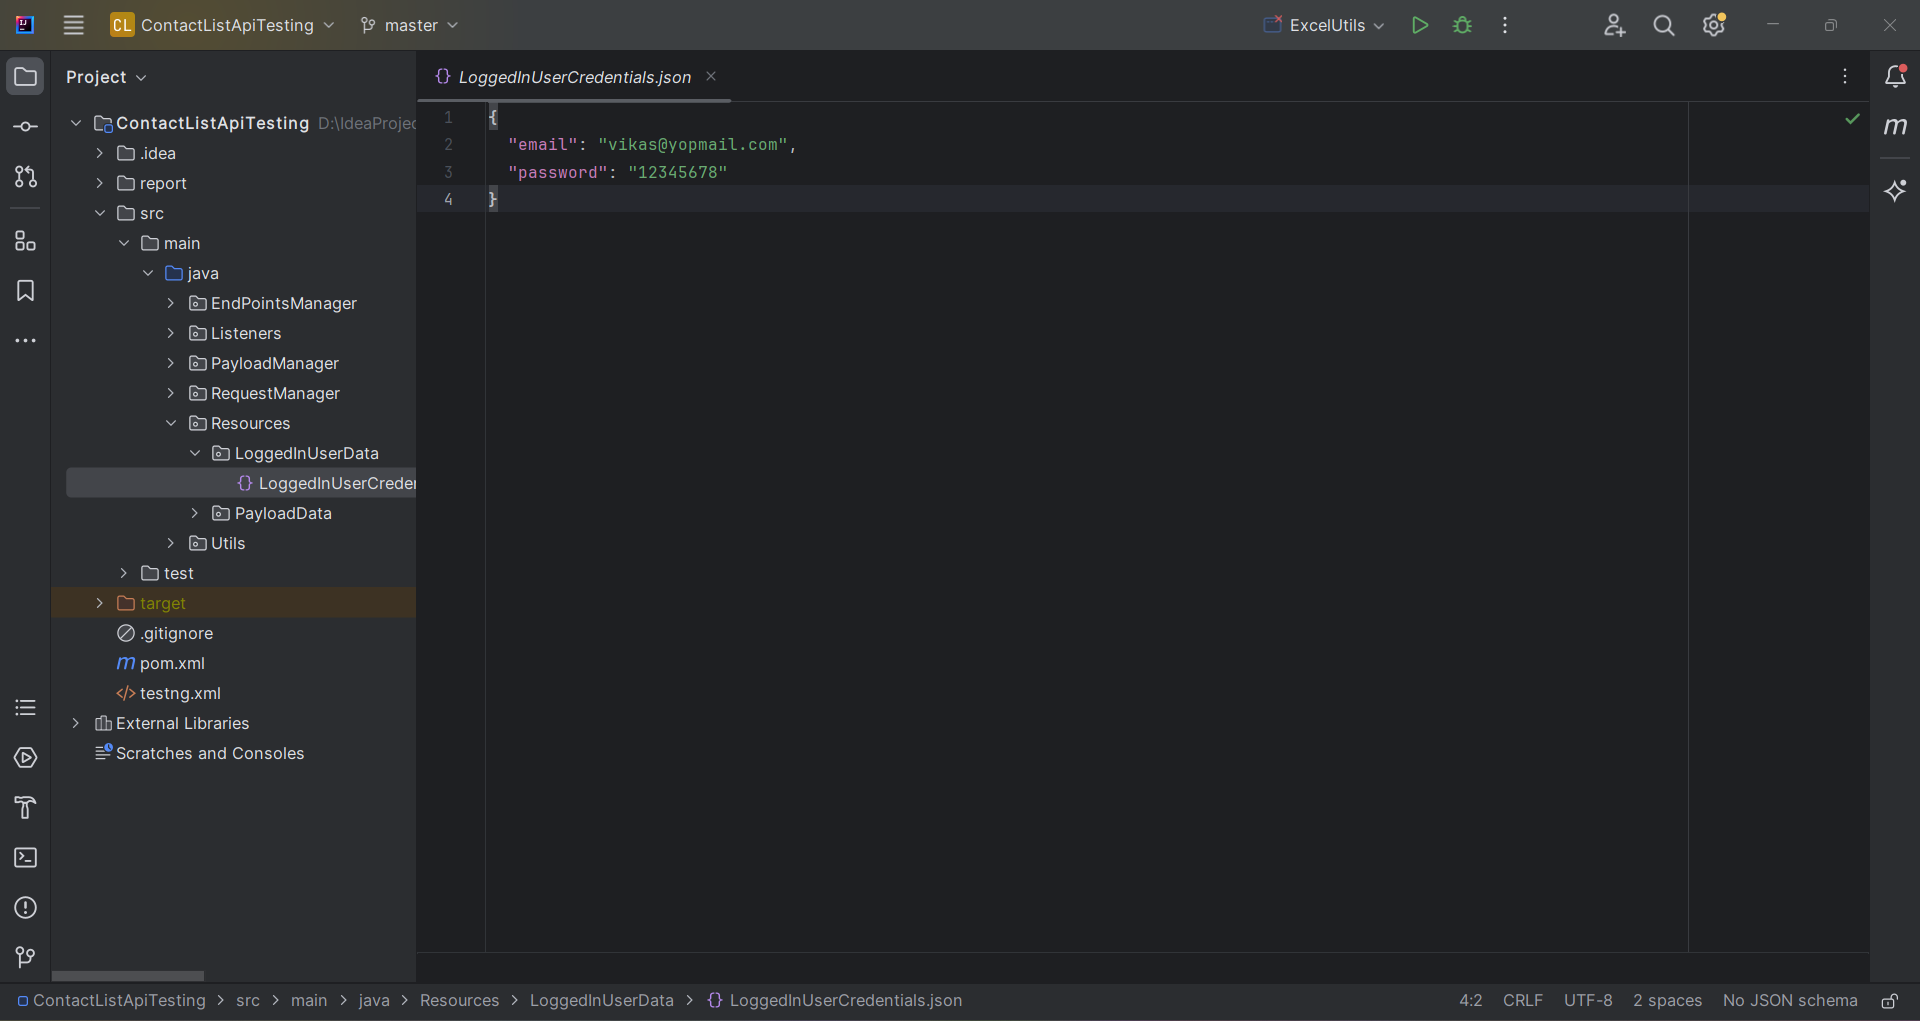 CL ContactListApiTesting master ExcelUtils
Project
LoggedInUserCredentials.json
ContactListApiTesting D:\IdeaProjec
.idea
report
src
main
java
EndPointsManager
Listeners
PayloadManager
RequestManager
Resources
LoggedInUserData
{} LoggedInUserCreder
PayloadData
Utils
test
target
.gitignore
m pom.xml
</> testng.xml
External Libraries
Scratches and Consoles
1 {
2 "email": "vikas@yopmail.com",
3 "password": "12345678"
4 }
m
ContactListApiTesting > src > main > java > Resources > LoggedInUserData > {} LoggedInUserCredentials.json
4:2 CRLF UTF-8 2 spaces No JSON schema